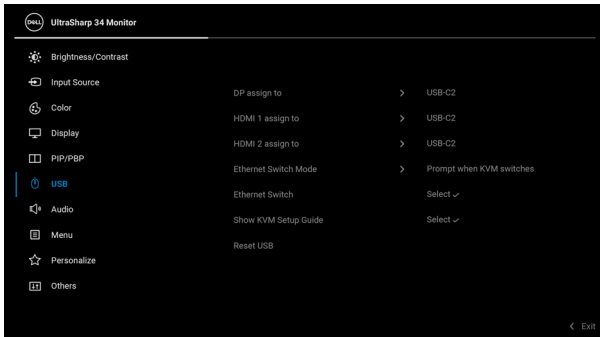 DELL UltraSharp 34 Monitor
Brightness/Contrast
Input Source
Color
Display
PIP/PBP
USB
Audio
Menu
Personalize
Others
DP assign to > USB-C2
HDMI 1 assign to > USB-C2
HDMI 2 assign to > USB-C2
Ethernet Switch Mode > Prompt when KVM switches
Ethernet Switch Select ✓
Show KVM Setup Guide Select ✓
Reset USB
< Exit